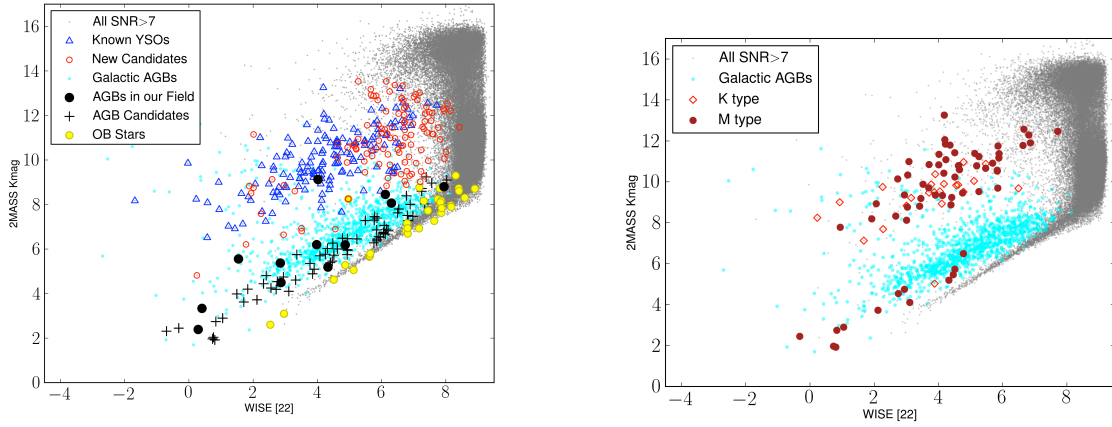 16
14
12
10
8
6
4
2
0
2MASS Kmag
All SNR>7
Known YSOs
New Candidates
Galactic AGBs
AGBs in our Field
AGB Candidates
OB Stars
−4 −2 0 2 4 6 8
WISE [22]
16
14
12
10
8
6
4
2
0
2MASS Kmag
All SNR>7
Galactic AGBs
K type
M type
−4 −2 0 2 4 6 8
WISE [22]